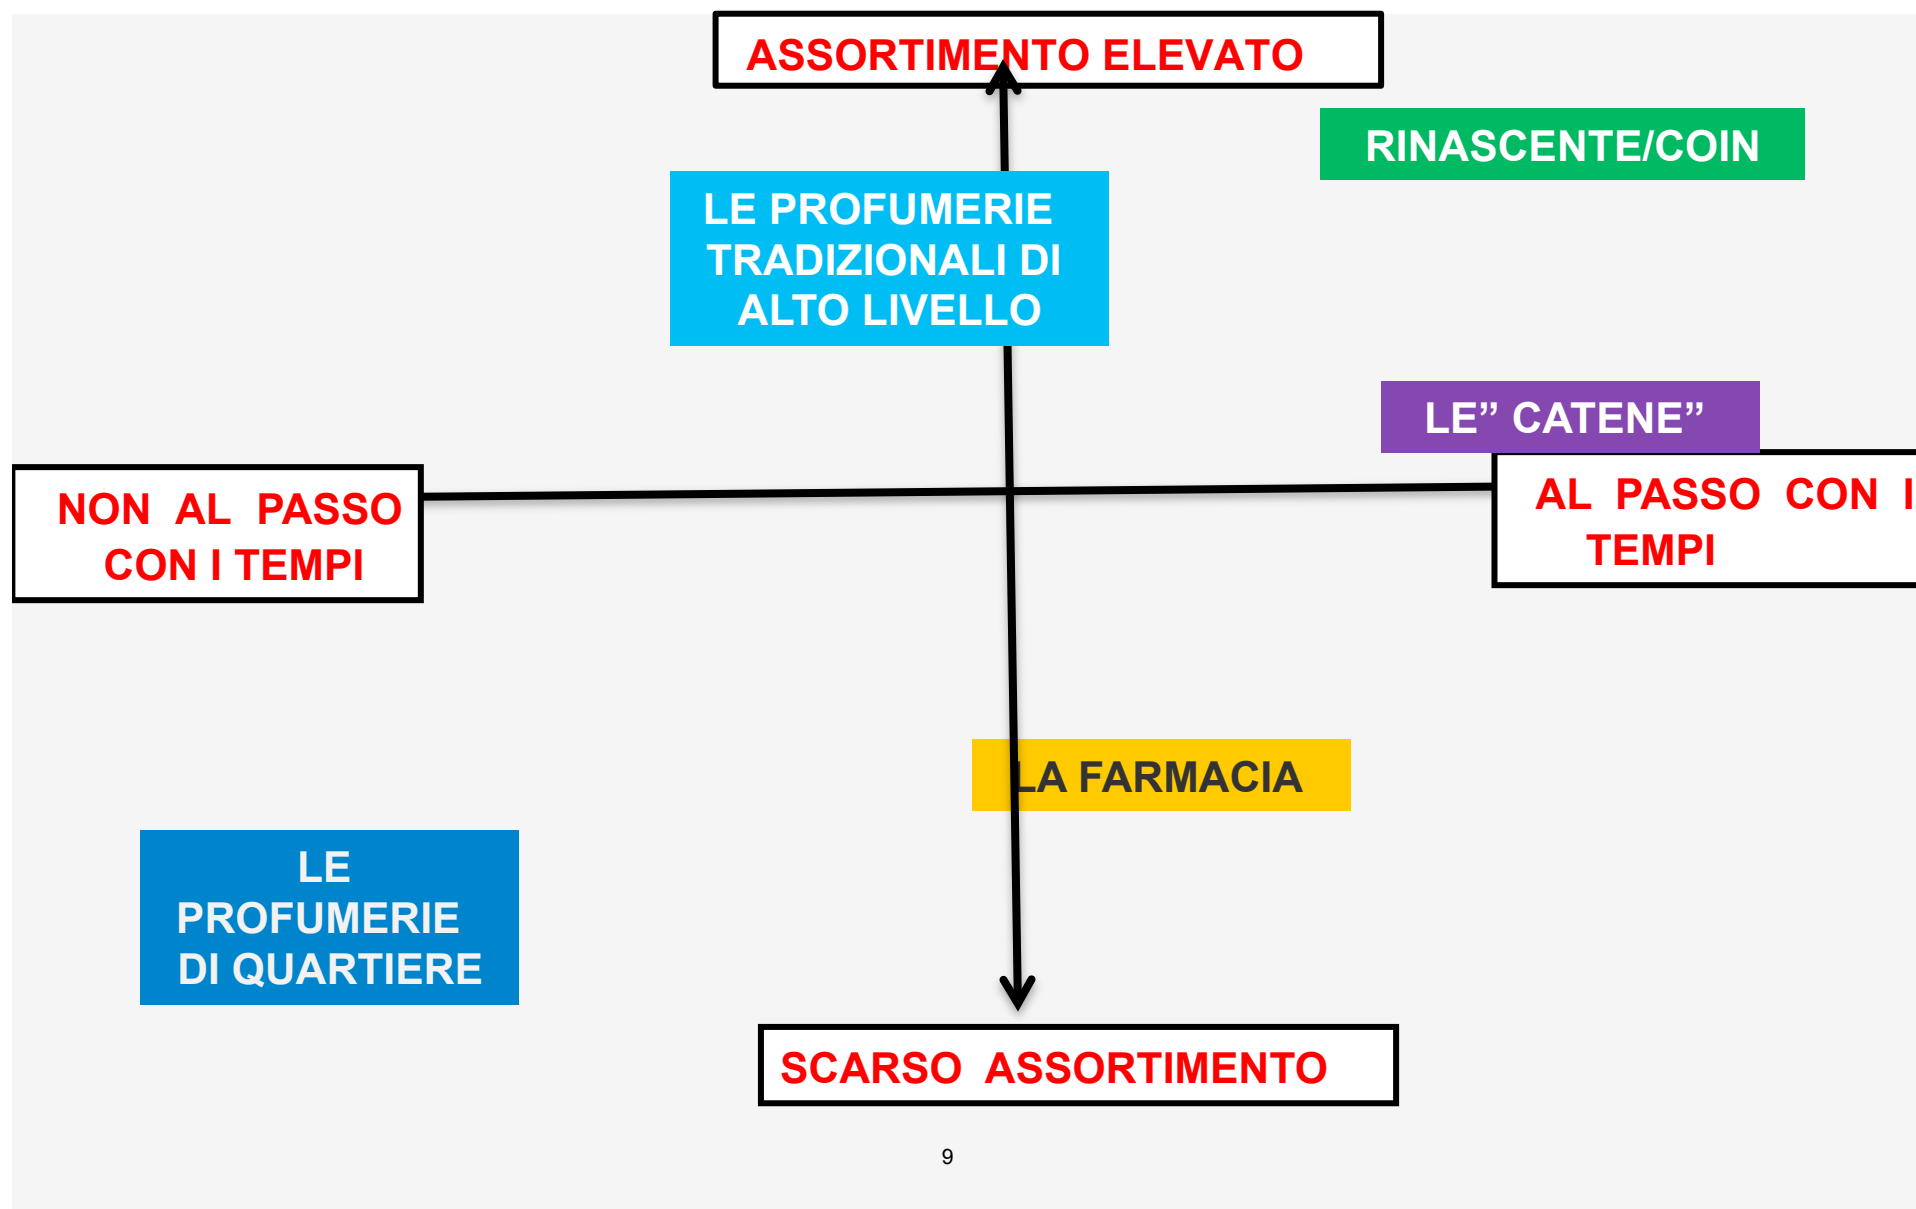 ASSORTIMENTO ELEVATO
RINASCENTE/COIN
LE PROFUMERIE
TRADIZIONALI DI
ALTO LIVELLO
LE” CATENE”
NON AL PASSO
CON I TEMPI
AL PASSO CON I
TEMPI
LA FARMACIA
LE
PROFUMERIE
DI QUARTIERE
SCARSO ASSORTIMENTO
9